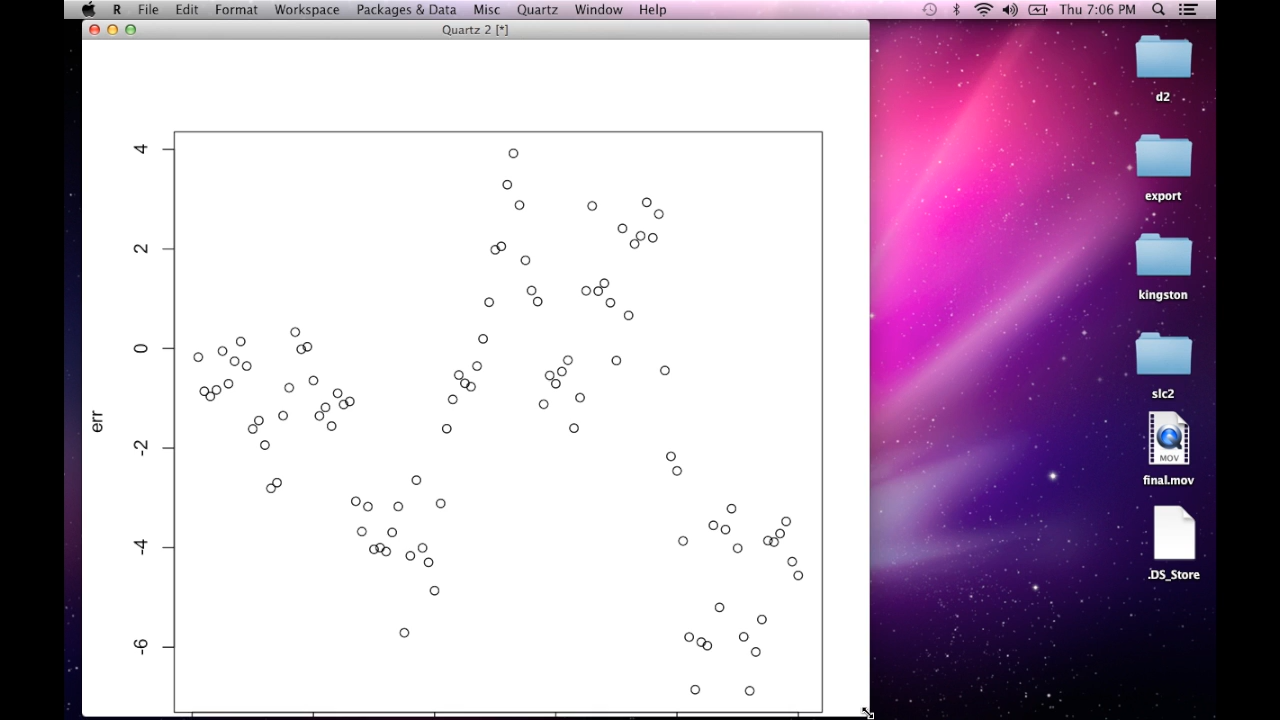 R File Edit Format Workspace Packages & Data Misc Quartz Window Help Thu 7:06 PM
Quartz 2 [*]
4
2
0
-2
-4
-6
err
d2
export
kingston
slc2
MOV
final.mov
.DS_Store